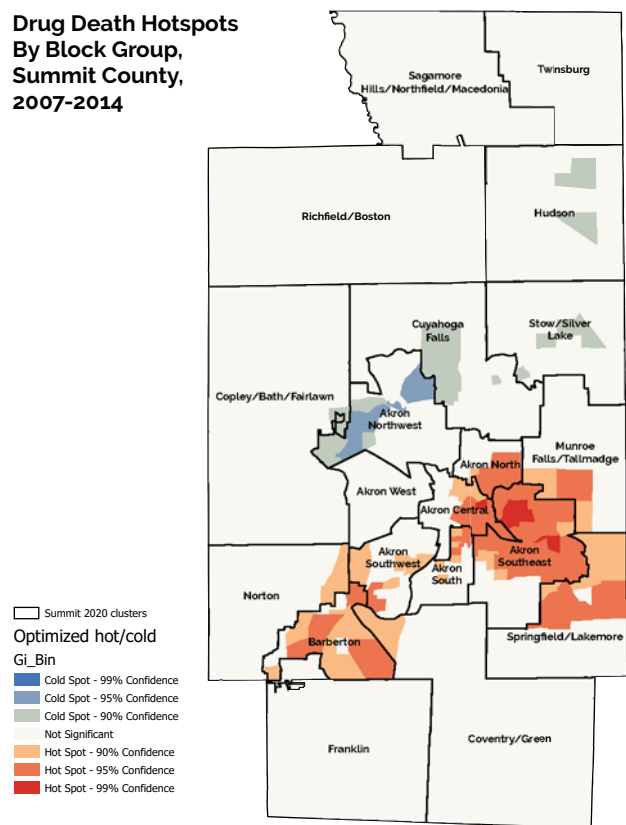 Drug Death Hotspots
By Block Group,
Summit County,
2007-2014
Sagamore
Hills/Northfield/Macedonia
Twinsburg
Richfield/Boston
Hudson
Cuyahoga
Falls
Stow/Silver
Lake
Copley/Bath/Fairlawn
Akron
Northwest
Munroe
Falls/Tallmadge
Akron North
Akron West
Akron Central
Akron
Southwest
Akron
South
Akron
Southeast
Norton
Barberton
Springfield/Lakemore
Franklin
Coventry/Green
Summit 2020 clusters
Optimized hot/cold
Gi_Bin
Cold Spot - 99% Confidence
Cold Spot - 95% Confidence
Cold Spot - 90% Confidence
Not Significant
Hot Spot - 90% Confidence
Hot Spot - 95% Confidence
Hot Spot - 99% Confidence